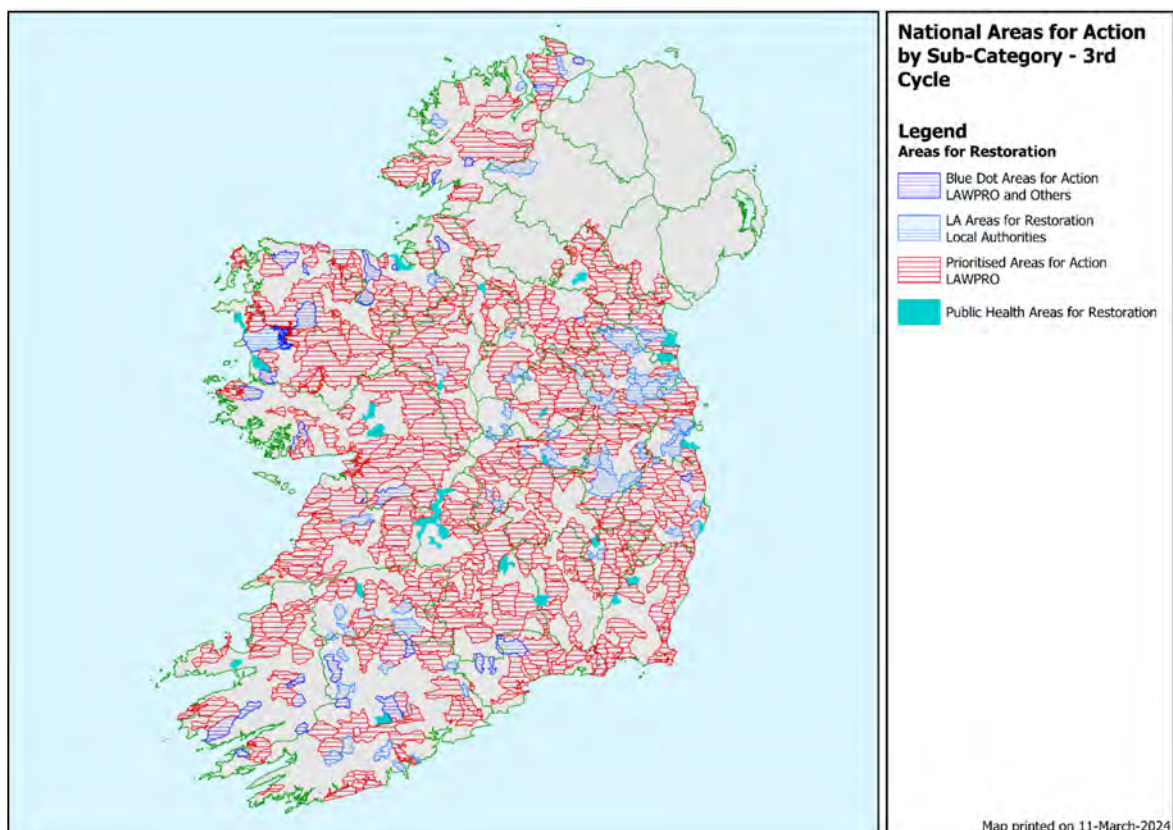 National Areas for Action
by Sub-Category - 3rd
Cycle
Legend
Areas for Restoration
Blue Dot Areas for Action
LAWPRO and Others
LA Areas for Restoration
Local Authorities
Prioritised Areas for Action
LAWPRO
Public Health Areas for Restoration
Map printed on 11-March-2024